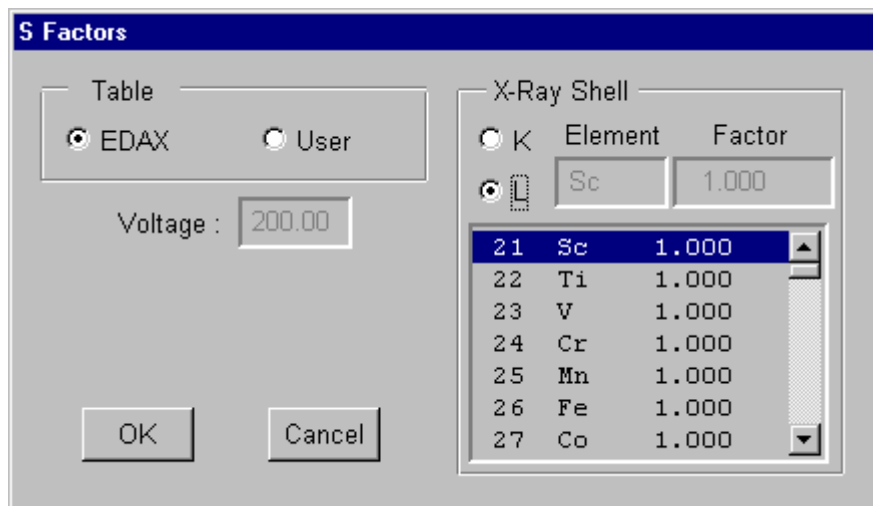 S Factors
Table
EDAX User
Voltage : 200.00
OK Cancel
X-Ray Shell
K Element Factor
L Sc 1.000
21 Sc 1.000
22 Ti 1.000
23 V 1.000
24 Cr 1.000
25 Mn 1.000
26 Fe 1.000
27 Co 1.000